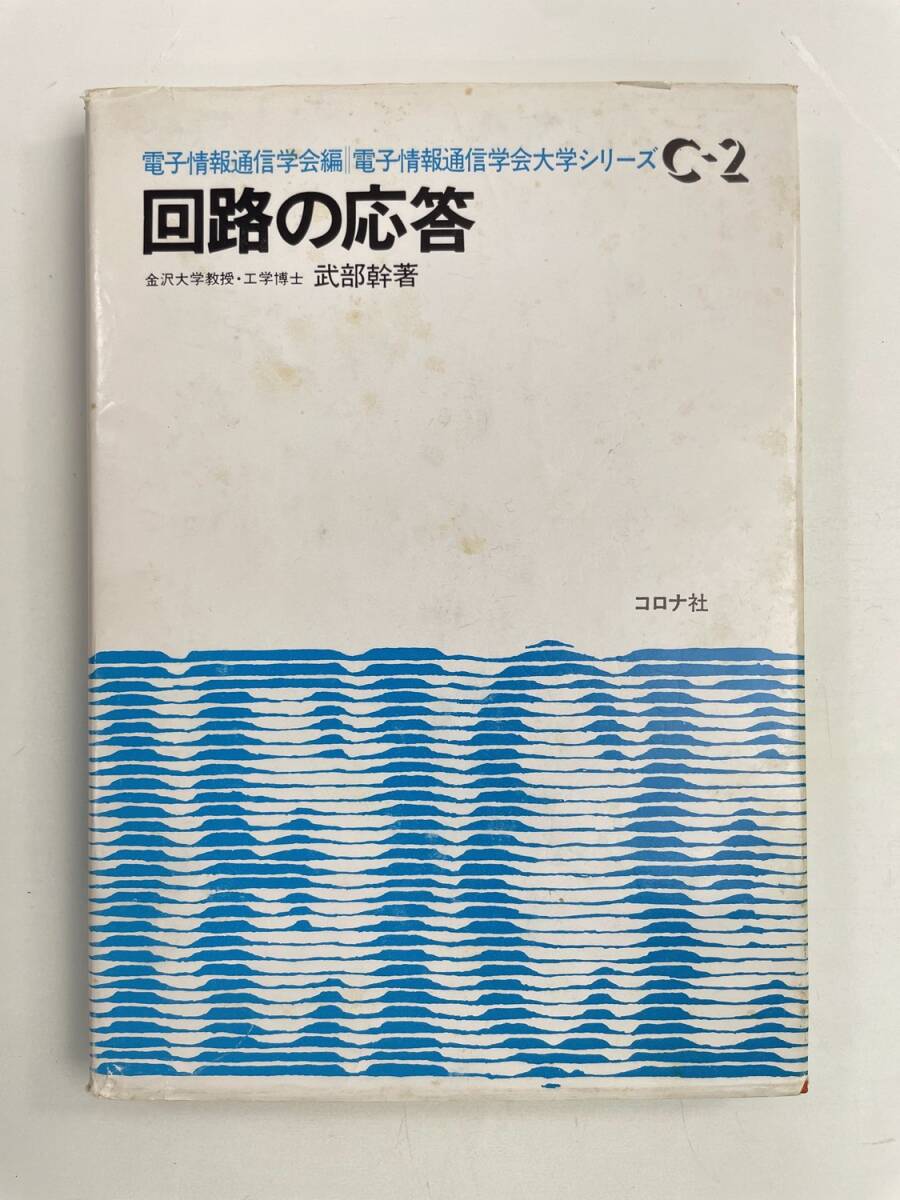 電子情報通信学会編‖電子情報通信学会大学シリーズ C-2
回路の応答
金沢大学教授・工学博士 武部幹著
コロナ社